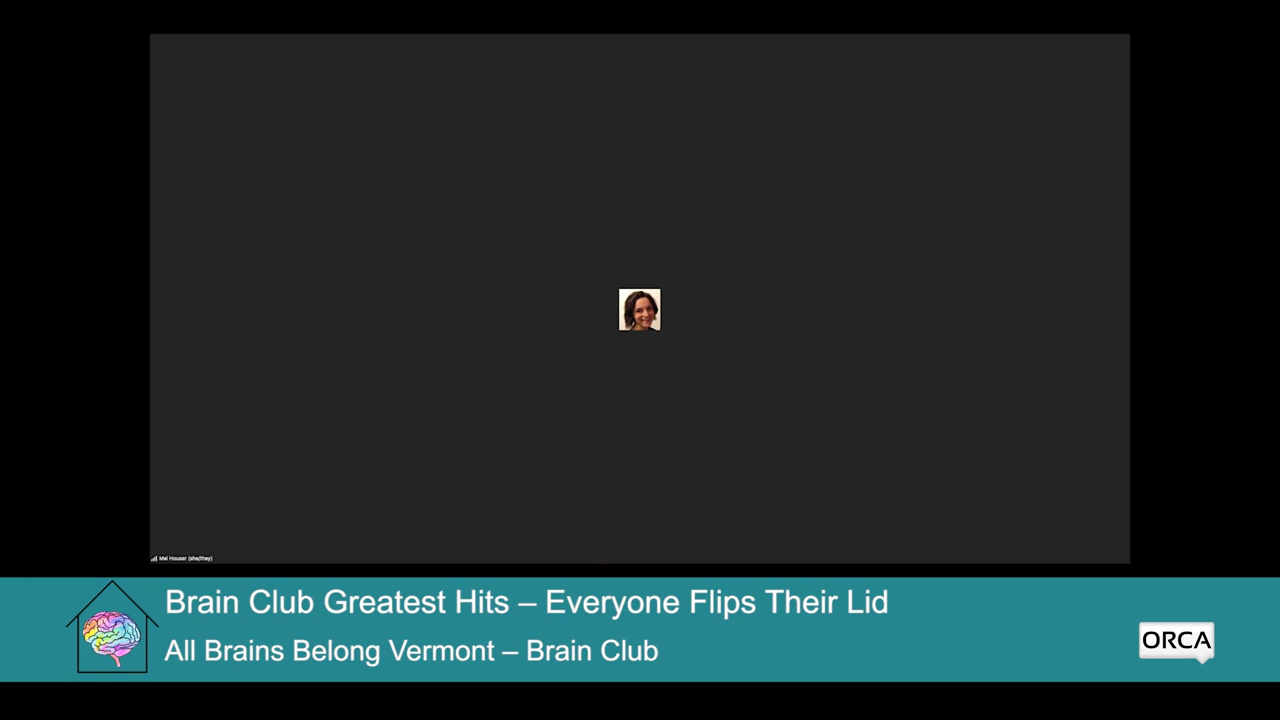 Mel Houser (she/they)
Brain Club Greatest Hits – Everyone Flips Their Lid
All Brains Belong Vermont – Brain Club
ORCA